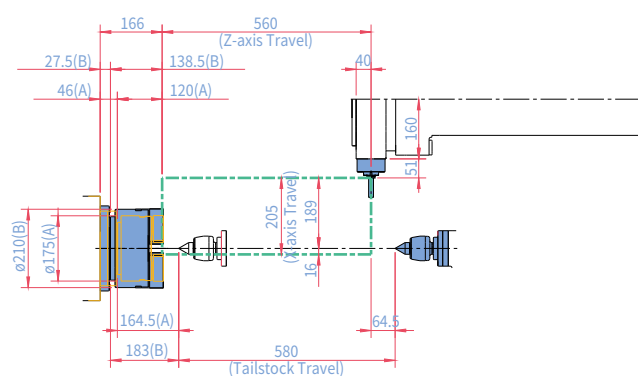 166
560
(Z-axis Travel)
27.5(B)
138.5(B)
40
46(A)
120(A)
160
51
205
(X-axis Travel)
189
16
ø210(B)
ø175(A)
164.5(A)
64.5
183(B)
580
(Tailstock Travel)